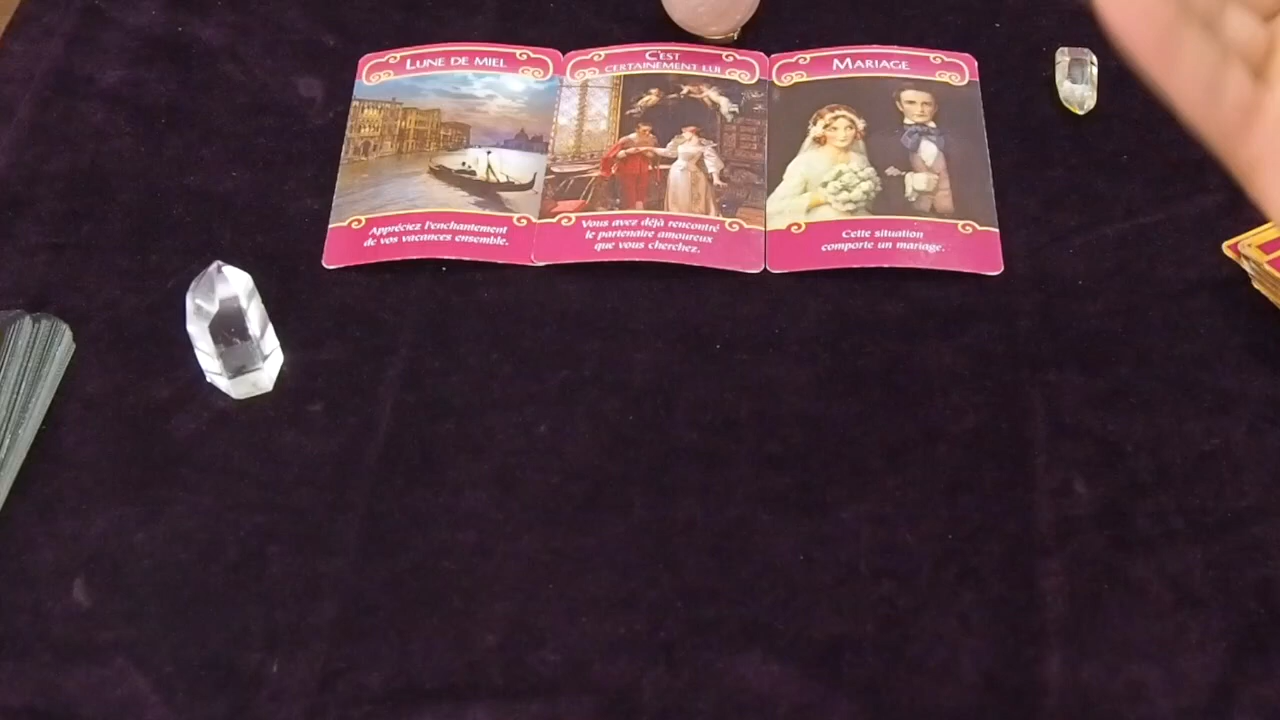 LUNE DE MIEL
Appréciez l'enchantement
de vos vacances ensemble.
C'EST
CERTAINEMENT LUI
Vous avez déjà rencontré
le partenaire amoureux
que vous cherchez.
MARIAGE
Cette situation
comporte un mariage.